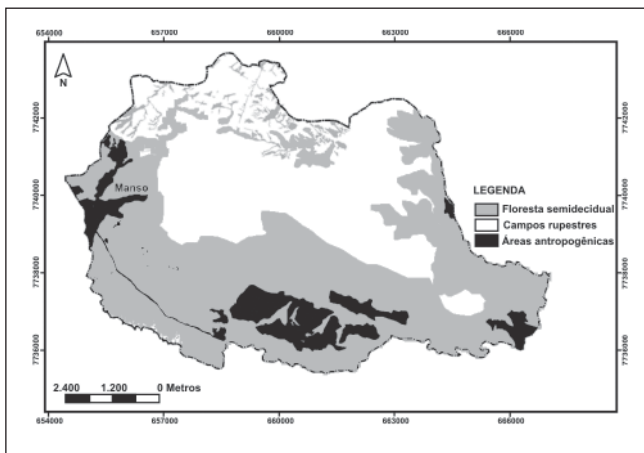 654000 657000 660000 663000 666000
N
7742000 7742000
Manso
7740000 7740000
LEGENDA
Floresta semidecidual
Campos rupestres
Áreas antropogênicas
7738000 7738000
7736000 7736000
2.400 1.200 0 Metros
654000 657000 660000 663000 666000